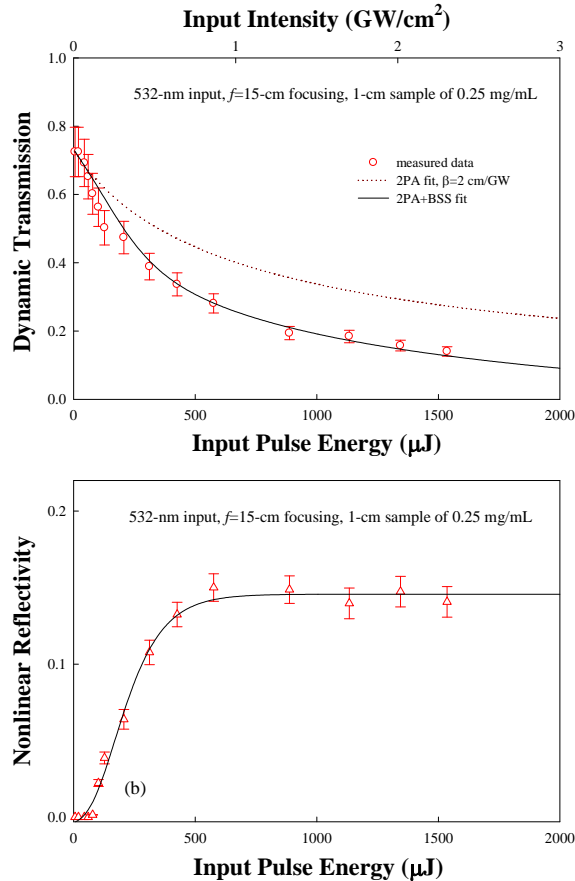 Input Intensity (GW/cm²)
0 1 2 3
1.0
0.8
0.6
0.4
0.2
0.0
Dynamic Transmission
532-nm input, f=15-cm focusing, 1-cm sample of 0.25 mg/mL
measured data
2PA fit, β=2 cm/GW
2PA+BSS fit
0 500 1000 1500 2000
Input Pulse Energy (μJ)
0.2
0.1
0.0
Nonlinear Reflectivity
532-nm input, f=15-cm focusing, 1-cm sample of 0.25 mg/mL
(b)
0 500 1000 1500 2000
Input Pulse Energy (μJ)